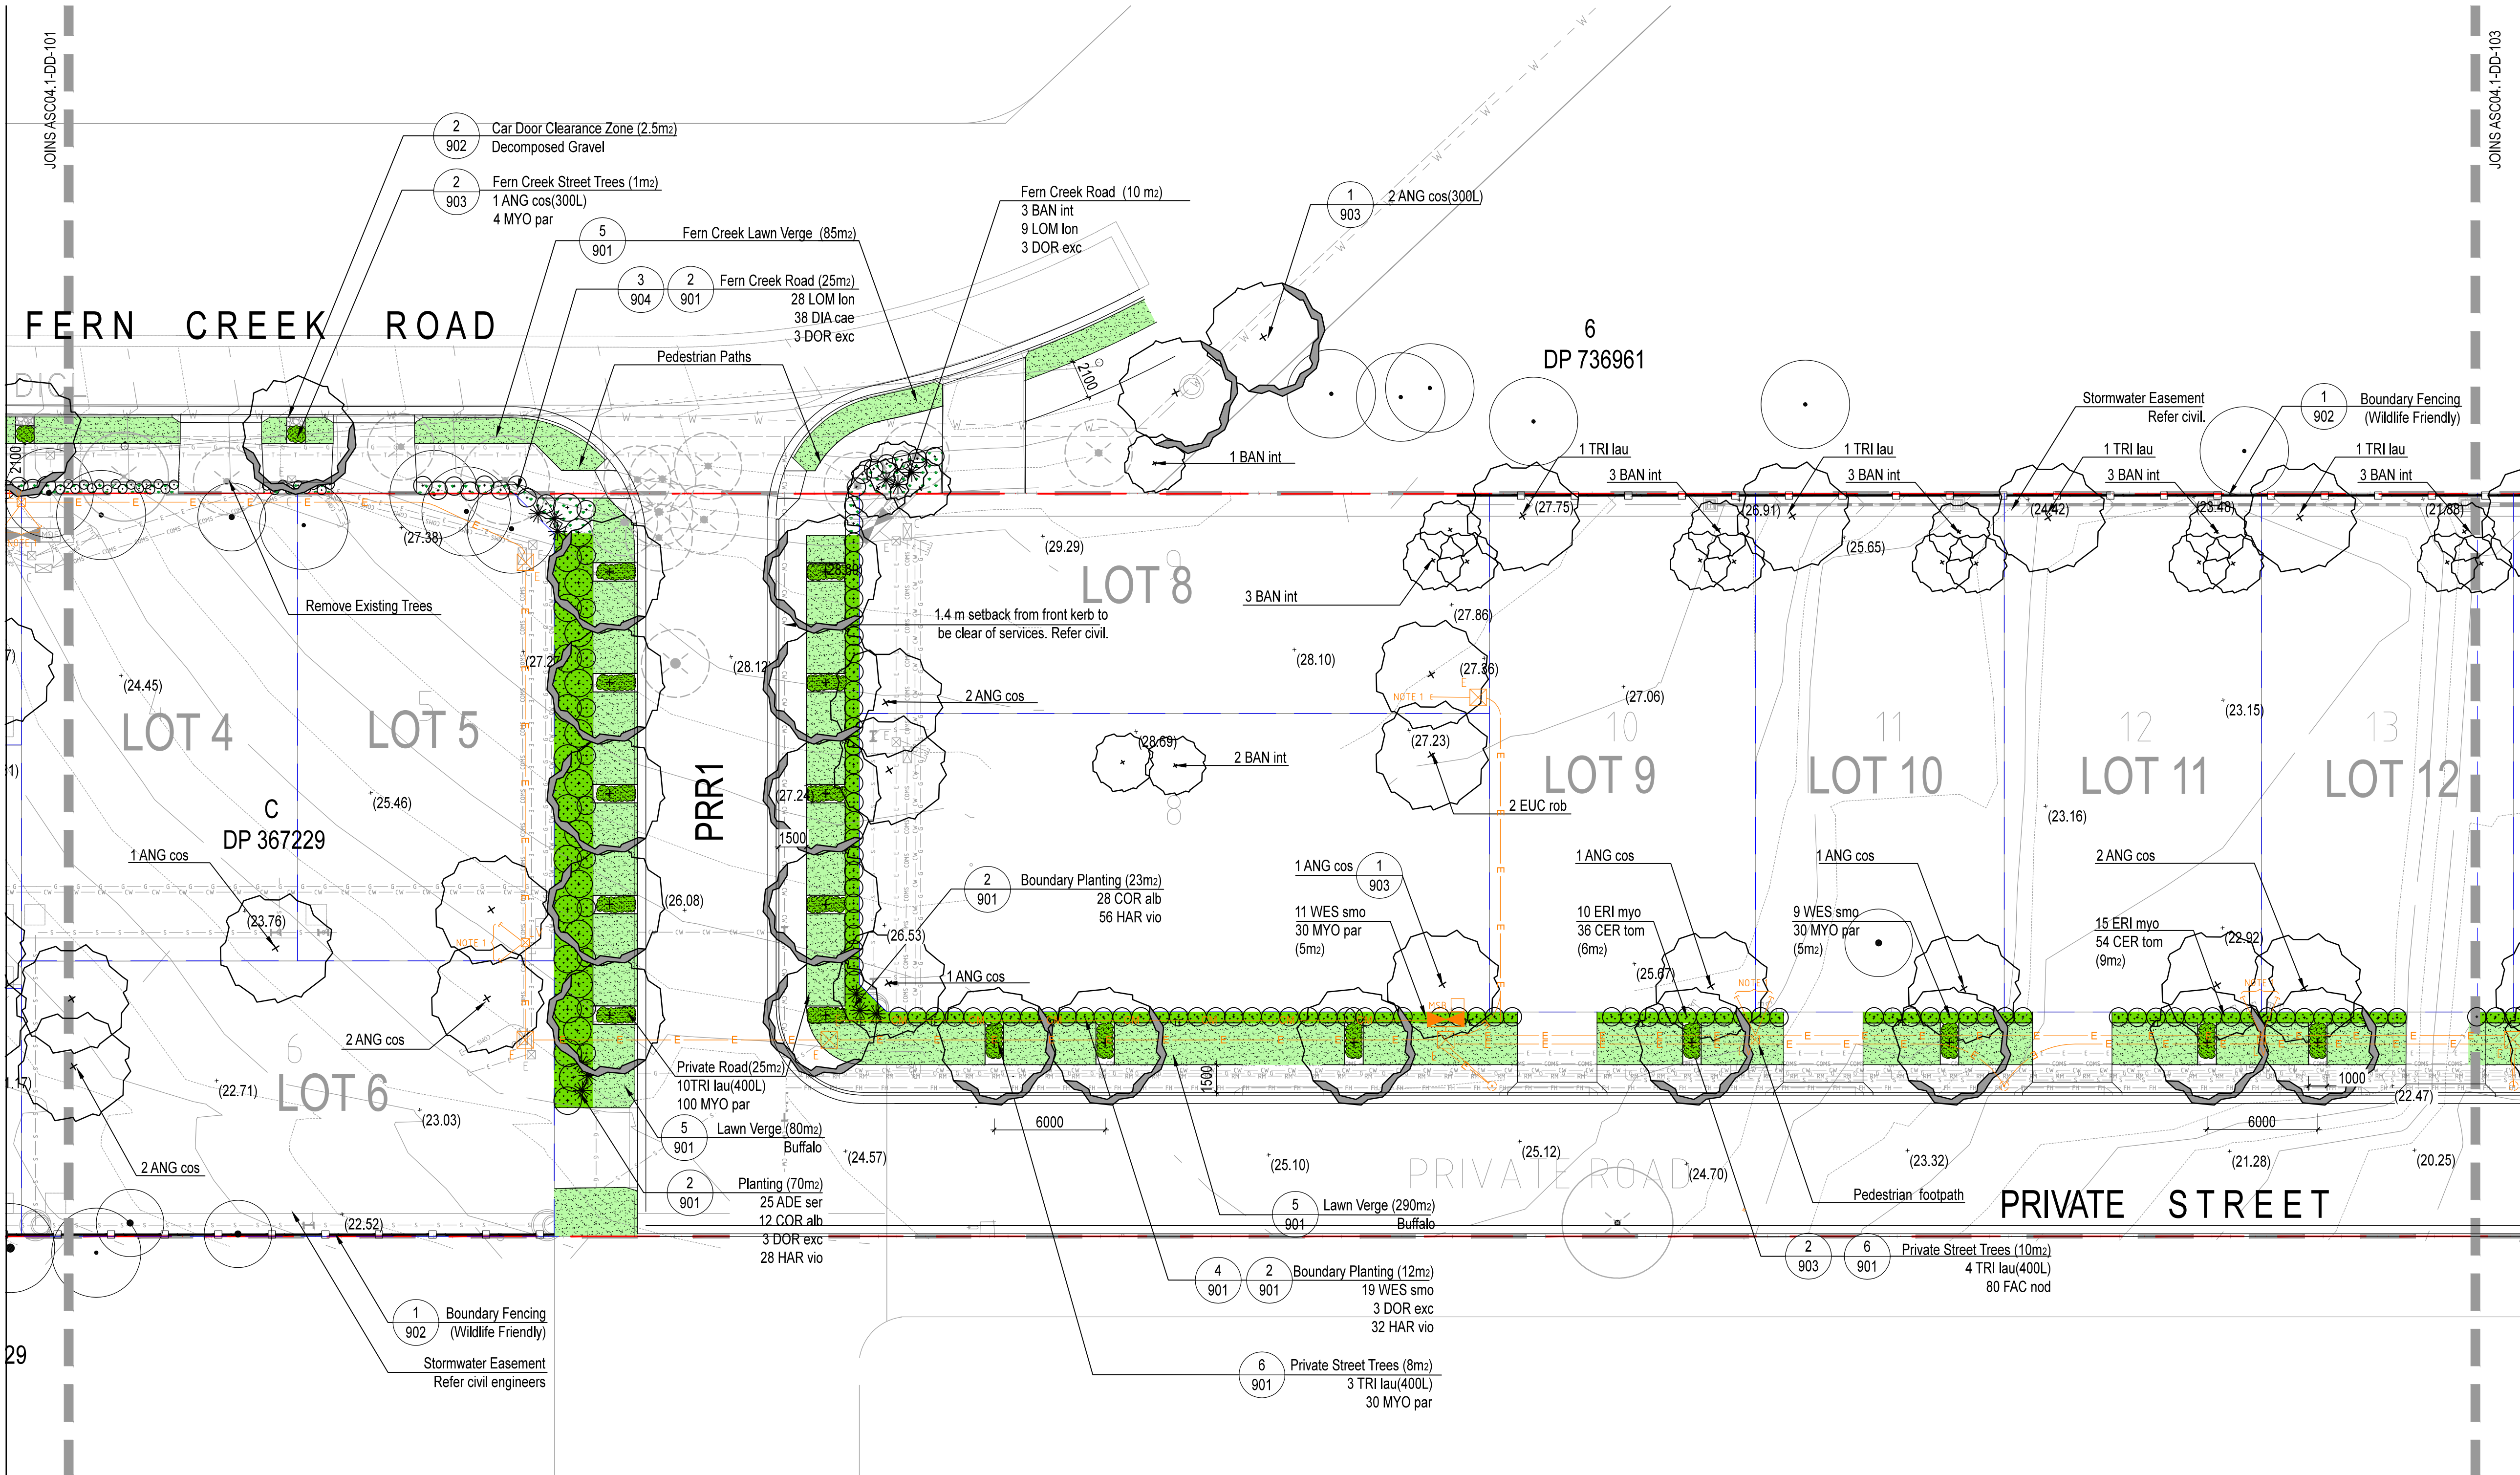 JOINS ASC04.1-DD-101
JOINS ASC04.1-DD-103
2
902
Car Door Clearance Zone (2.5m2)
Decomposed Gravel
2
903
Fern Creek Street Trees (1m2)
1 ANG cos(300L)
4 MYO par
5
901
Fern Creek Lawn Verge (85m2)
3
904
2
901
Fern Creek Road (25m2)
28 LOM lon
38 DIA cae
3 DOR exc
Pedestrian Paths
Fern Creek Road (10 m2)
3 BAN int
9 LOM lon
3 DOR exc
1
903
2 ANG cos(300L)
FERN CREEK ROAD
6
DP 736961
Stormwater Easement
Refer civil.
1
902
Boundary Fencing
(Wildlife Friendly)
2100
2100
1 BAN int
1 TRI lau
3 BAN int
1 TRI lau
3 BAN int
1 TRI lau
3 BAN int
1 TRI lau
3 BAN int
(27.75)
(26.91)
(24.42)
(23.48)
(21.88)
(27.38)
(29.29)
(25.65)
LOT 8
3 BAN int
Remove Existing Trees
1.4 m setback from front kerb to
be clear of services. Refer civil.
(27.86)
(27.27
(28.12)
(28.10)
(27.36)
(24.45)
2 ANG cos
NOTE 1
(27.06)
(23.15)
LOT 4
5
LOT 5
(28.69)
(27.23)
2 BAN int
10
LOT 9
11
LOT 10
12
LOT 11
13
LOT 12
PRR1
(27.24)
(25.46)
2 EUC rob
(23.16)
C
DP 367229
1500
1 ANG cos
2
901
Boundary Planting (23m2)
28 COR alb
56 HAR vio
1 ANG cos
1
903
11 WES smo
30 MYO par
(5m2)
1 ANG cos
10 ERI myo
36 CER tom
(6m2)
1 ANG cos
9 WES smo
30 MYO par
(5m2)
2 ANG cos
15 ERI myo
54 CER tom
(9m2)
(23.76)
(26.08)
(26.53)
(25.67)
(22.92)
NOTE 1
1 ANG cos
MSB
2 ANG cos
6
LOT 6
(22.71)
(23.03)
Private Road(25m2)
10TRI lau(400L)
100 MYO par
5
901
Lawn Verge (80m2)
Buffalo
2
901
Planting (70m2)
25 ADE ser
12 COR alb
3 DOR exc
28 HAR vio
1500
6000
1000
(22.47)
6000
(24.57)
(25.10)
(25.12)
(24.70)
(23.32)
(21.28)
(20.25)
2 ANG cos
PRIVATE ROAD
Pedestrian footpath
PRIVATE STREET
(22.52)
5
901
Lawn Verge (290m2)
Buffalo
2
903
6
901
Private Street Trees (10m2)
4 TRI lau(400L)
80 FAC nod
4
901
2
901
Boundary Planting (12m2)
19 WES smo
3 DOR exc
32 HAR vio
1
902
Boundary Fencing
(Wildlife Friendly)
Stormwater Easement
Refer civil engineers
29
6
901
Private Street Trees (8m2)
3 TRI lau(400L)
30 MYO par